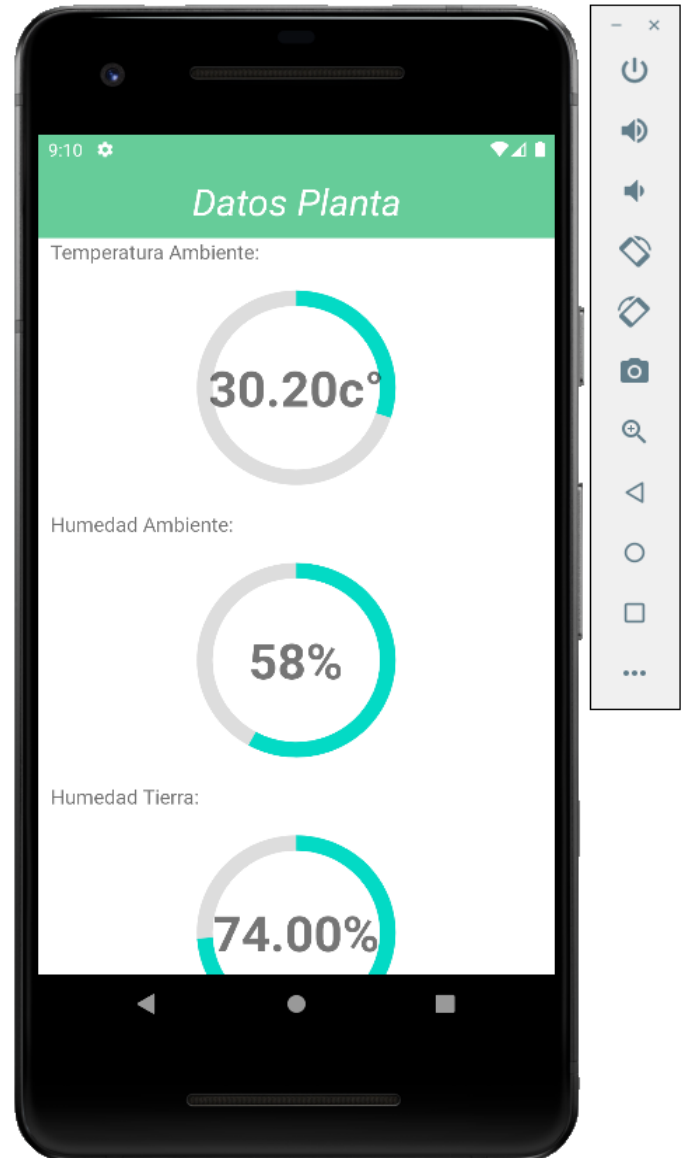 9:10
Datos Planta
Temperatura Ambiente:
30.20c°
Humedad Ambiente:
58%
Humedad Tierra:
74.00%